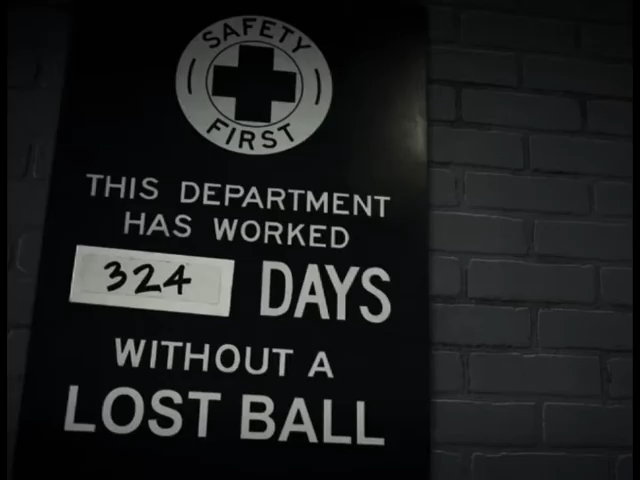 SAFETY
FIRST
THIS DEPARTMENT
HAS WORKED
324 DAYS
WITHOUT A
LOST BALL